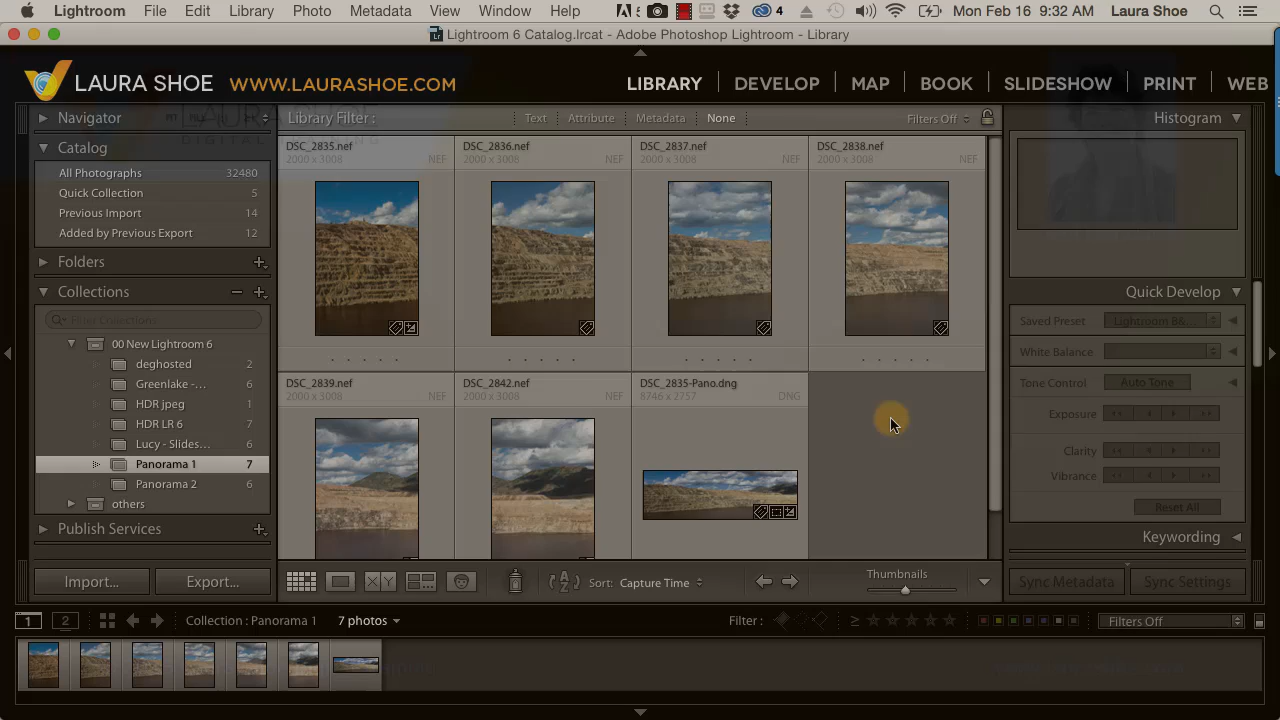 Lightroom File Edit Library Photo Metadata View Window Help 4 Mon Feb 16 9:32 AM Laura Shoe
Lightroom 6 Catalog.lrcat - Adobe Photoshop Lightroom - Library
LAURA SHOE WWW.LAURASHOE.COM LIBRARY DEVELOP MAP BOOK SLIDESHOW PRINT WEB
Navigator
Library Filter : Text Attribute Metadata None Filters Off
Histogram
Catalog
All Photographs 32480
Quick Collection 5
Previous Import 14
Added by Previous Export 12
Folders
Collections
Filter Collections
00 New Lightroom 6
deghosted 2
Greenlake -... 6
HDR jpeg 1
HDR LR 6 7
Lucy - Slides... 6
Panorama 1 7
Panorama 2 6
others
Publish Services
Import... Export...
DSC_2835.nef DSC_2836.nef DSC_2837.nef DSC_2838.nef
2000 x 3008 NEF 2000 x 3008 NEF 2000 x 3008 NEF 2000 x 3008 NEF
DSC_2839.nef DSC_2842.nef DSC_2835-Pano.dng
2000 x 3008 NEF 2000 x 3008 NEF 8746 x 2757 DNG
Quick Develop
Saved Preset Lightroom B&...
White Balance
Tone Control Auto Tone
Exposure
Clarity
Vibrance
Reset All
Keywording
Sync Metadata Sync Settings
X Y A Z Sort: Capture Time Thumbnails
1 2 Collection : Panorama 1 7 photos Filter : ≥ Filters Off